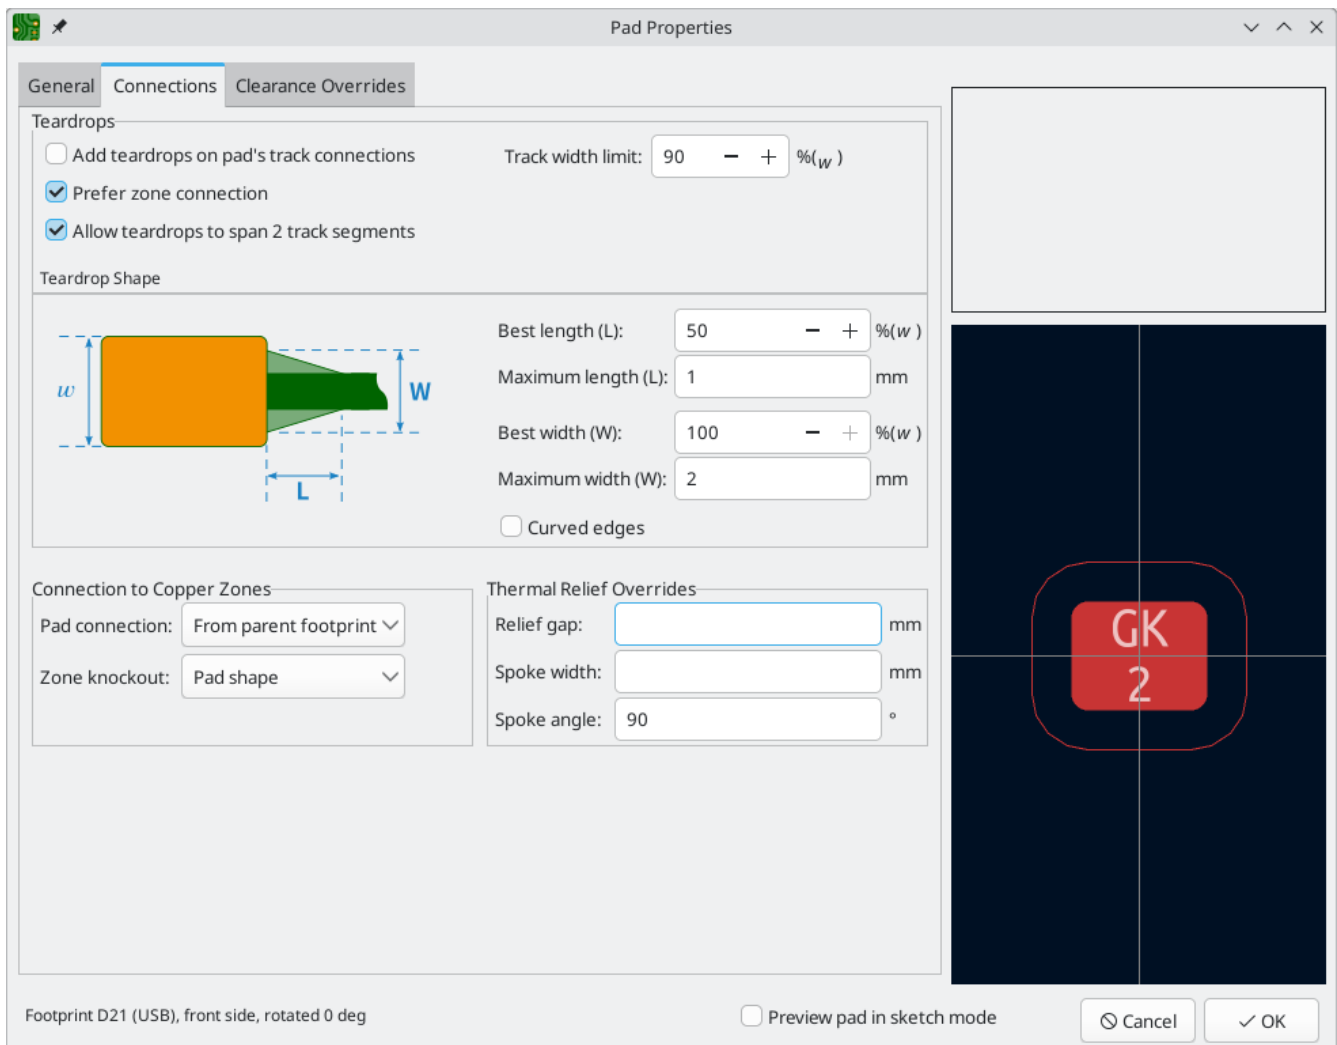 Pad Properties
General Connections Clearance Overrides
Teardrops
Add teardrops on pad's track connections
Track width limit: 90 − + %(w )
Prefer zone connection
Allow teardrops to span 2 track segments
Teardrop Shape
w W L
Best length (L): 50 − + %(w )
Maximum length (L): 1 mm
Best width (W): 100 − + %(w )
Maximum width (W): 2 mm
Curved edges
Connection to Copper Zones
Pad connection: From parent footprint
Zone knockout: Pad shape
Thermal Relief Overrides
Relief gap: mm
Spoke width: mm
Spoke angle: 90 °
GK
2
Footprint D21 (USB), front side, rotated 0 deg
Preview pad in sketch mode
Cancel OK